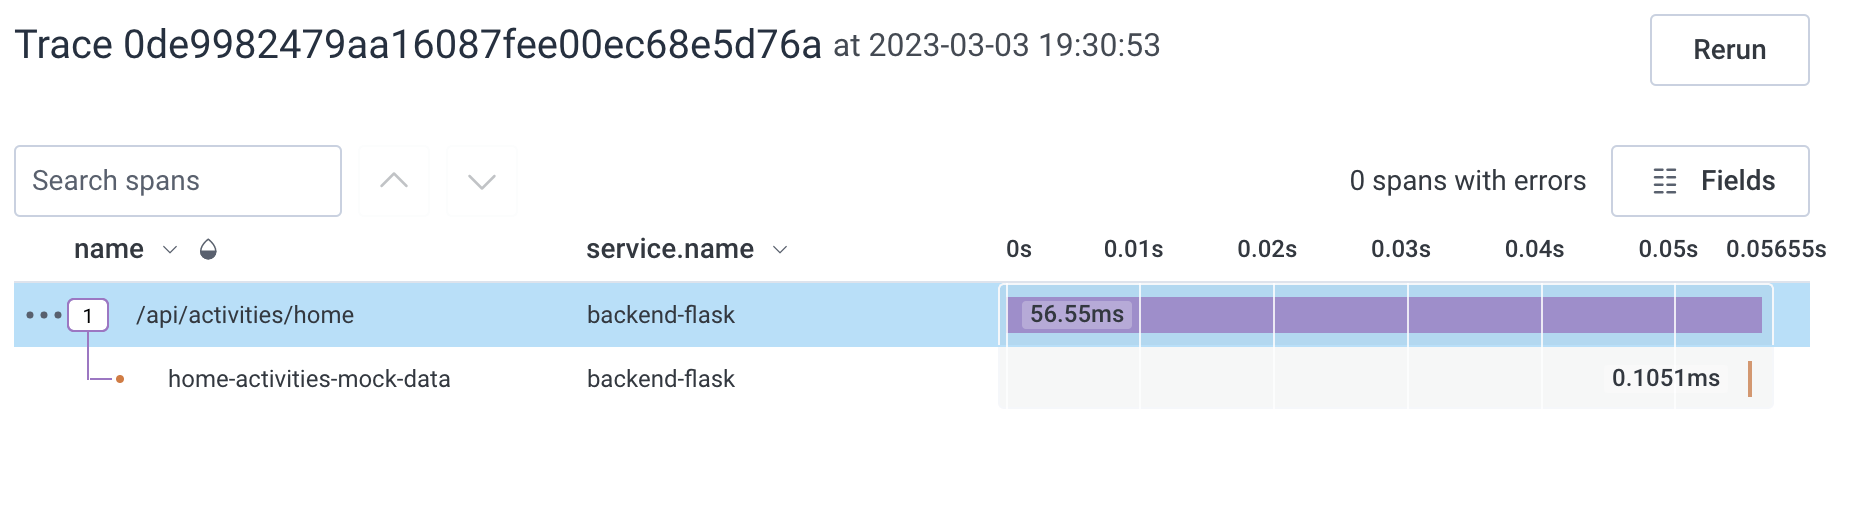 Trace 0de9982479aa16087fee00ec68e5d76a at 2023-03-03 19:30:53
Rerun
Search spans
0 spans with errors
Fields
name service.name 0s 0.01s 0.02s 0.03s 0.04s 0.05s 0.05655s
1 /api/activities/home backend-flask 56.55ms
home-activities-mock-data backend-flask 0.1051ms